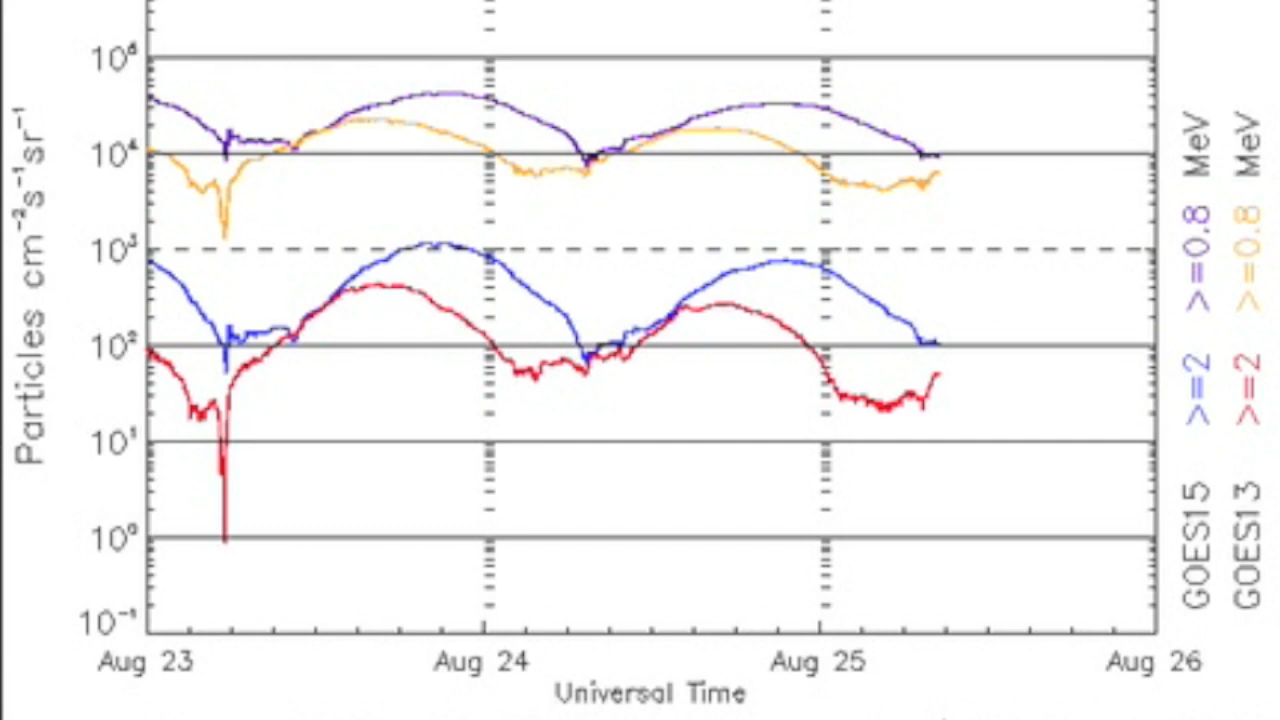 10⁵
10⁴
10³
10²
10¹
10⁰
10⁻¹
Particles cm⁻²s⁻¹sr⁻¹
Aug 23
Aug 24
Aug 25
Aug 26
Universal Time
GOES15 >=2 >=0.8 MeV
GOES13 >=2 >=0.8 MeV